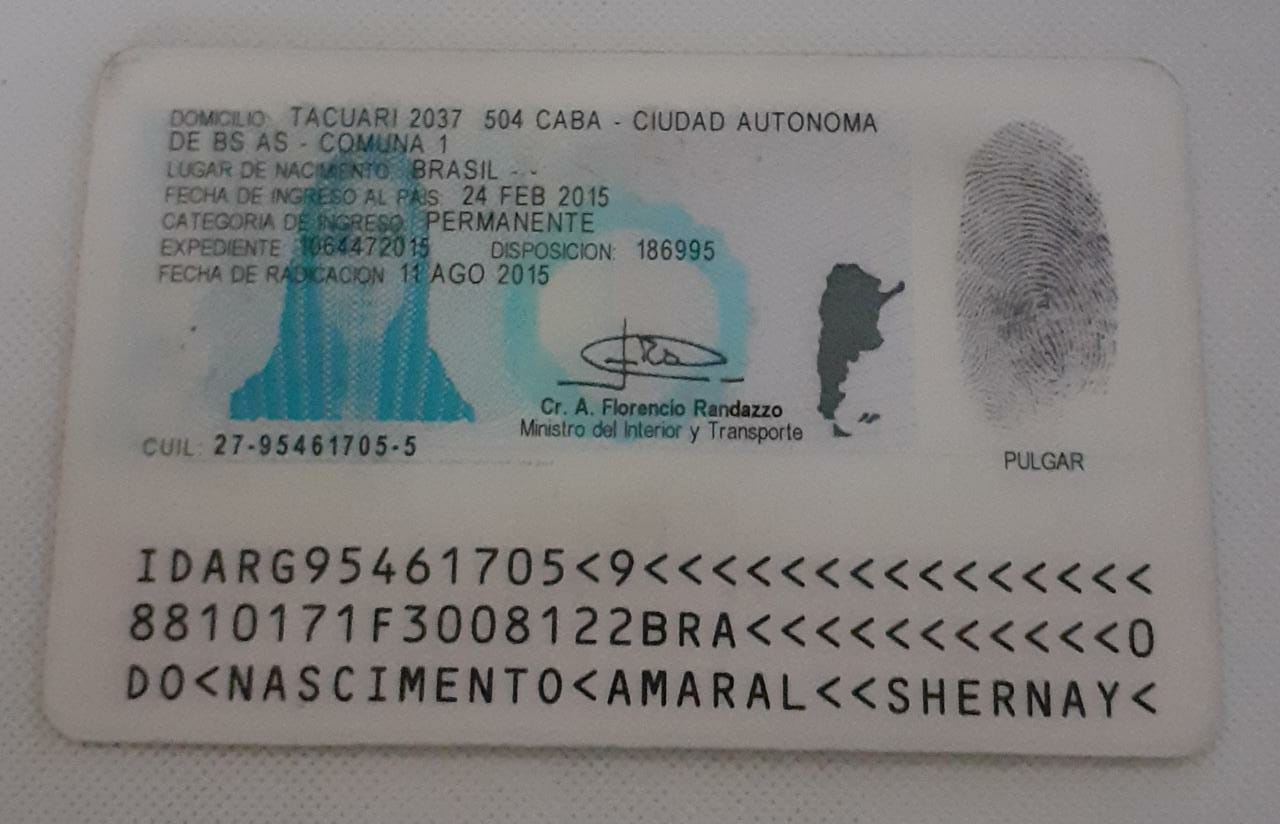 DOMICILIO: TACUARI 2037 504 CABA - CIUDAD AUTONOMA
DE BS AS - COMUNA 1
LUGAR DE NACIMIENTO: BRASIL - -
FECHA DE INGRESO AL PAIS: 24 FEB 2015
CATEGORIA DE INGRESO: PERMANENTE
EXPEDIENTE 1064472015 DISPOSICION: 186995
FECHA DE RADICACION 11 AGO 2015
Cr. A. Florencio Randazzo
Ministro del Interior y Transporte
CUIL: 27-95461705-5
PULGAR
IDARG95461705<9<<<<<<<<<<<<<<<
8810171F3008122BRA<<<<<<<<<<<0
DO<NASCIMENTO<AMARAL<<SHERNAY<